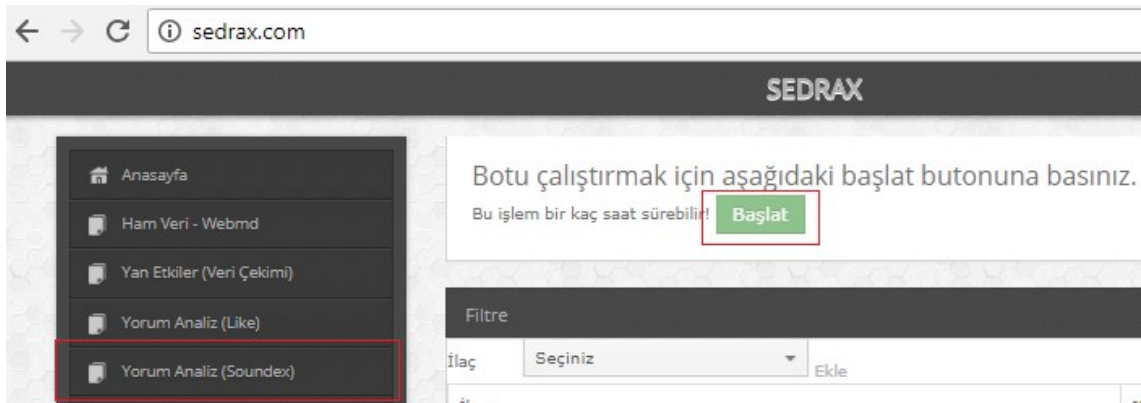 sedrax.com
SEDRAX
Anasayfa
Ham Veri - Webmd
Yan Etkiler (Veri Çekimi)
Yorum Analiz (Like)
Yorum Analiz (Soundex)
Botu çalıştırmak için aşağıdaki başlat butonuna basınız.
Bu işlem bir kaç saat sürebilir! Başlat
Filtre
İlaç Seçiniz Ekle